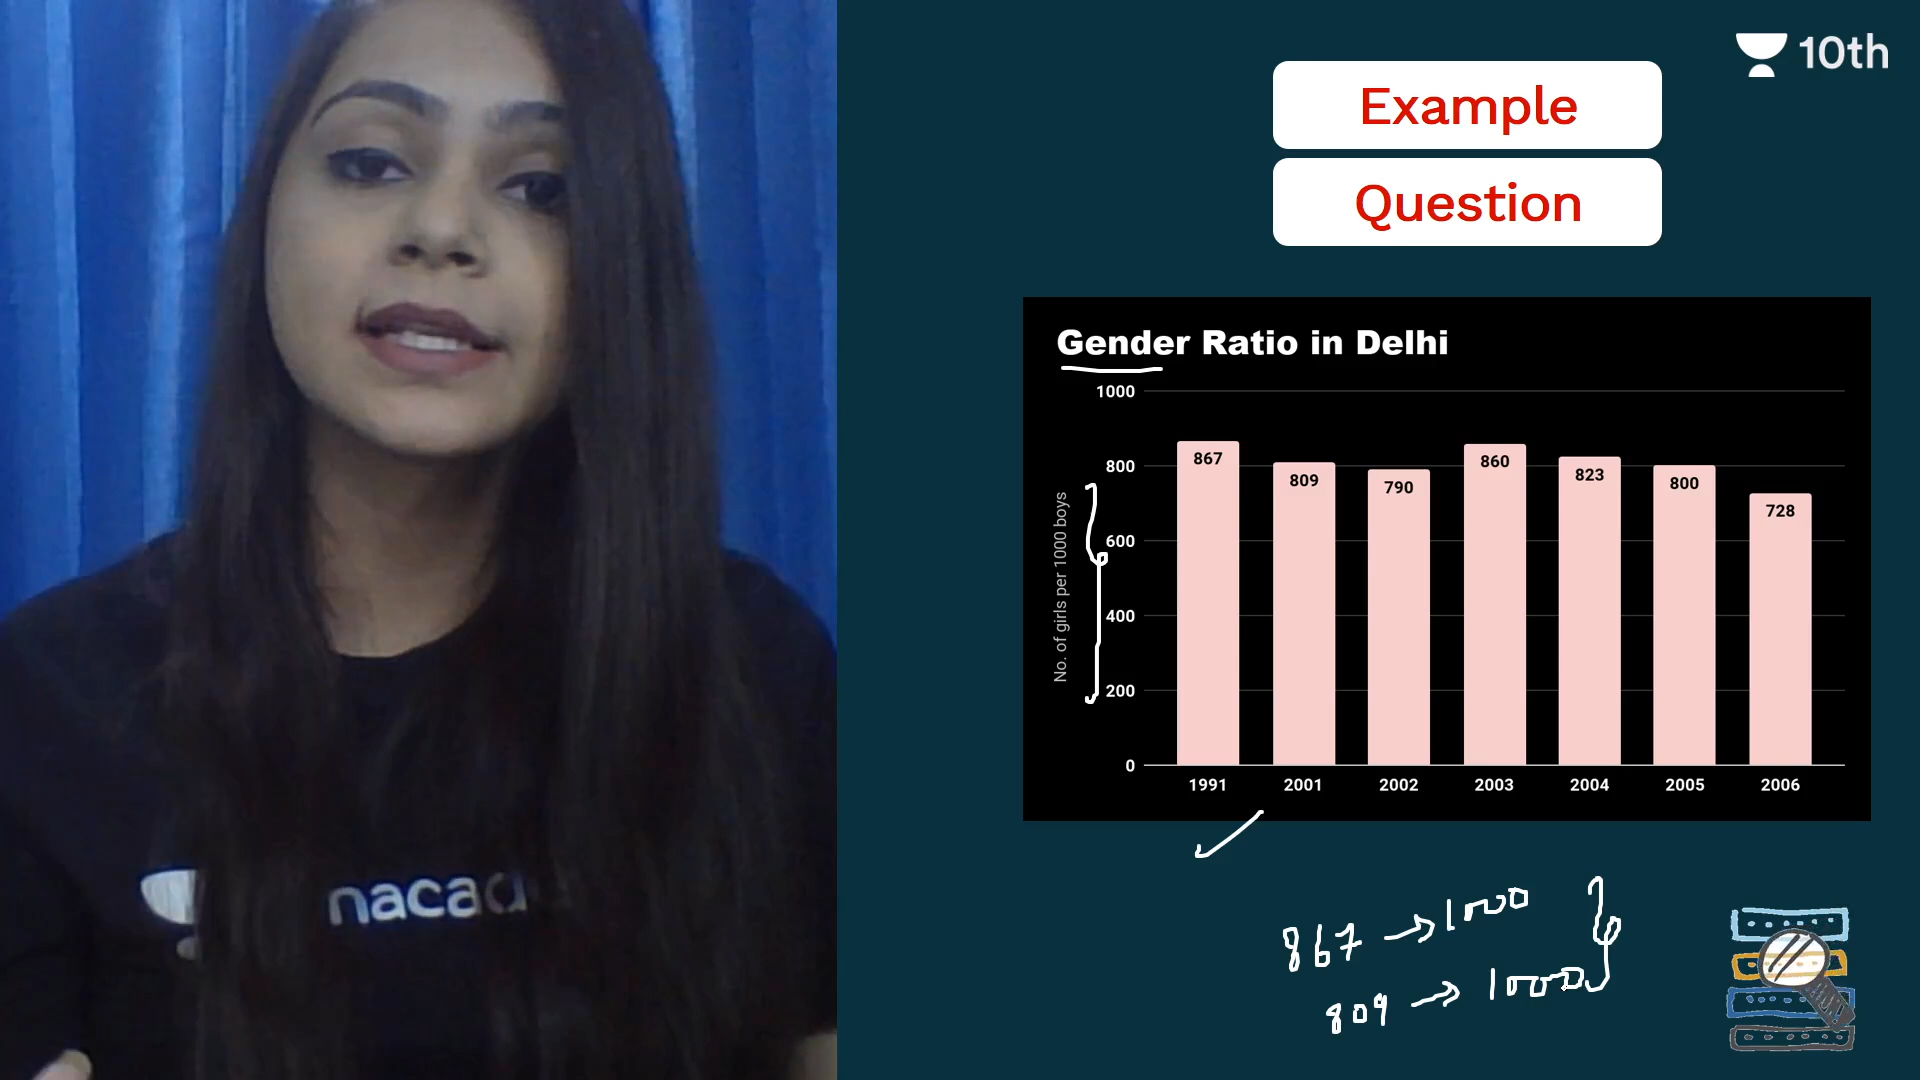 10th
Example
Question
Gender Ratio in Delhi
No. of girls per 1000 boys
1000
800
600
400
200
0
867
809
790
860
823
800
728
1991 2001 2002 2003 2004 2005 2006
867 → 1000
809 → 1000
nacad